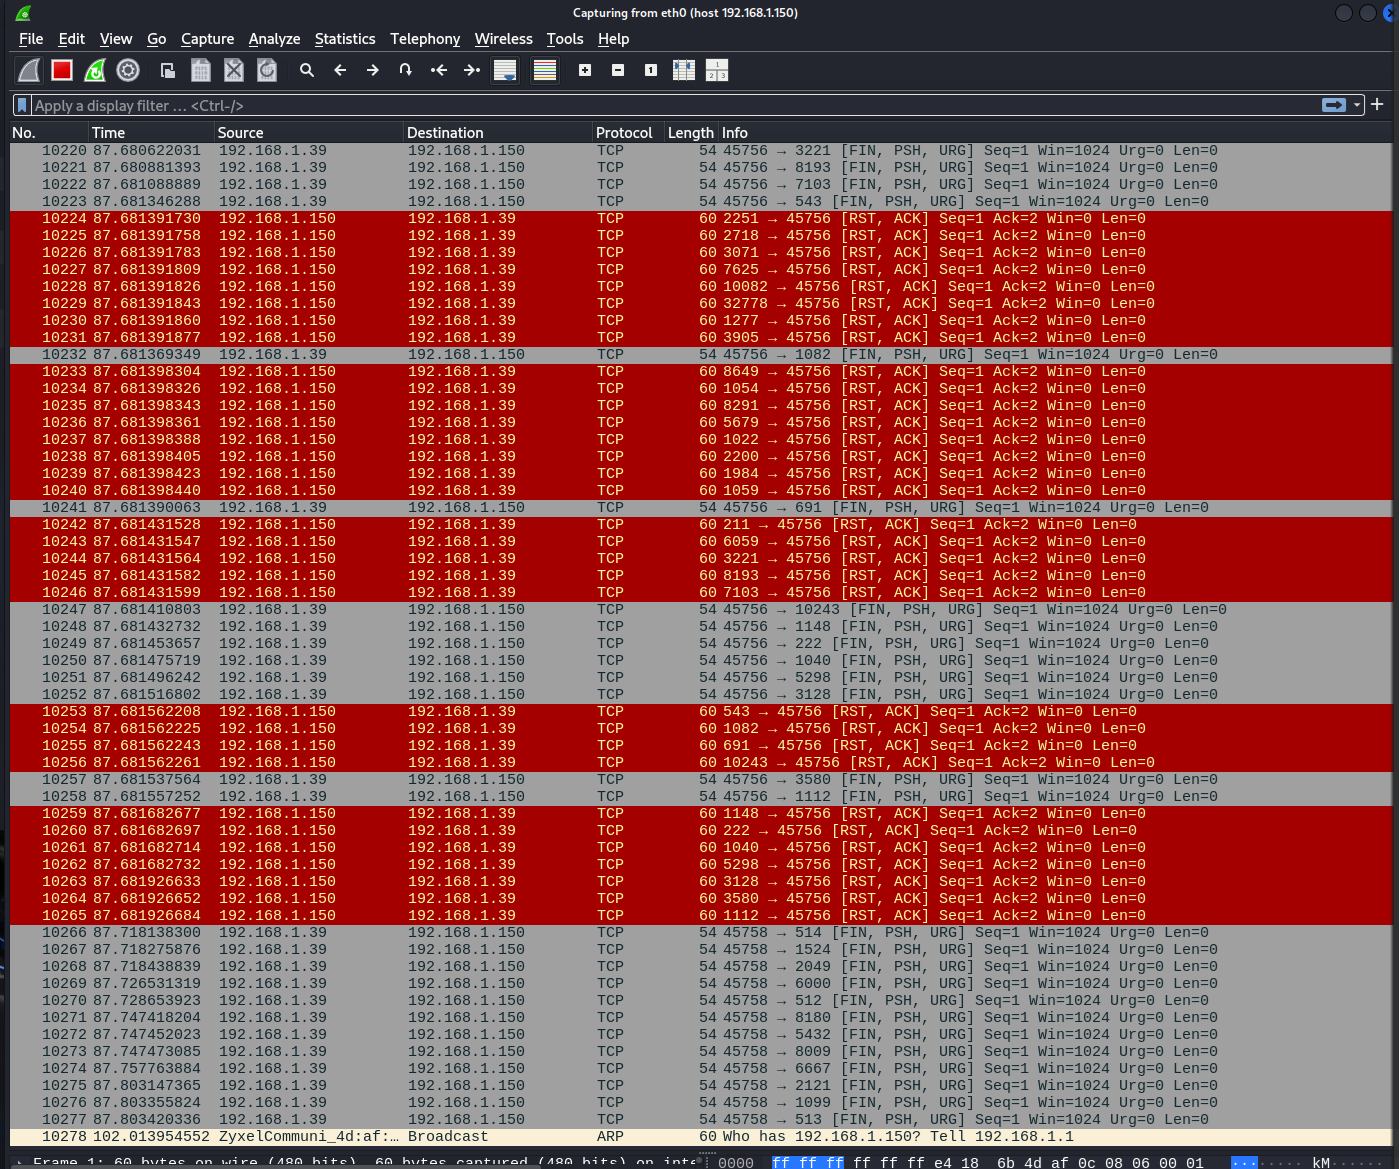 Capturing from eth0 (host 192.168.1.150)
File Edit View Go Capture Analyze Statistics Telephony Wireless Tools Help
Apply a display filter … <Ctrl-/>
No. Time Source Destination Protocol Length Info
10220 87.680622031 192.168.1.39 192.168.1.150 TCP 54 45756 → 3221 [FIN, PSH, URG] Seq=1 Win=1024 Urg=0 Len=0
10221 87.680881393 192.168.1.39 192.168.1.150 TCP 54 45756 → 8193 [FIN, PSH, URG] Seq=1 Win=1024 Urg=0 Len=0
10222 87.681088889 192.168.1.39 192.168.1.150 TCP 54 45756 → 7103 [FIN, PSH, URG] Seq=1 Win=1024 Urg=0 Len=0
10223 87.681346288 192.168.1.39 192.168.1.150 TCP 54 45756 → 543 [FIN, PSH, URG] Seq=1 Win=1024 Urg=0 Len=0
10224 87.681391730 192.168.1.150 192.168.1.39 TCP 60 2251 → 45756 [RST, ACK] Seq=1 Ack=2 Win=0 Len=0
10225 87.681391758 192.168.1.150 192.168.1.39 TCP 60 2718 → 45756 [RST, ACK] Seq=1 Ack=2 Win=0 Len=0
10226 87.681391783 192.168.1.150 192.168.1.39 TCP 60 3071 → 45756 [RST, ACK] Seq=1 Ack=2 Win=0 Len=0
10227 87.681391809 192.168.1.150 192.168.1.39 TCP 60 7625 → 45756 [RST, ACK] Seq=1 Ack=2 Win=0 Len=0
10228 87.681391826 192.168.1.150 192.168.1.39 TCP 60 10082 → 45756 [RST, ACK] Seq=1 Ack=2 Win=0 Len=0
10229 87.681391843 192.168.1.150 192.168.1.39 TCP 60 32778 → 45756 [RST, ACK] Seq=1 Ack=2 Win=0 Len=0
10230 87.681391860 192.168.1.150 192.168.1.39 TCP 60 1277 → 45756 [RST, ACK] Seq=1 Ack=2 Win=0 Len=0
10231 87.681391877 192.168.1.150 192.168.1.39 TCP 60 3905 → 45756 [RST, ACK] Seq=1 Ack=2 Win=0 Len=0
10232 87.681369349 192.168.1.39 192.168.1.150 TCP 54 45756 → 1082 [FIN, PSH, URG] Seq=1 Win=1024 Urg=0 Len=0
10233 87.681398304 192.168.1.150 192.168.1.39 TCP 60 8649 → 45756 [RST, ACK] Seq=1 Ack=2 Win=0 Len=0
10234 87.681398326 192.168.1.150 192.168.1.39 TCP 60 1054 → 45756 [RST, ACK] Seq=1 Ack=2 Win=0 Len=0
10235 87.681398343 192.168.1.150 192.168.1.39 TCP 60 8291 → 45756 [RST, ACK] Seq=1 Ack=2 Win=0 Len=0
10236 87.681398361 192.168.1.150 192.168.1.39 TCP 60 5679 → 45756 [RST, ACK] Seq=1 Ack=2 Win=0 Len=0
10237 87.681398388 192.168.1.150 192.168.1.39 TCP 60 1022 → 45756 [RST, ACK] Seq=1 Ack=2 Win=0 Len=0
10238 87.681398405 192.168.1.150 192.168.1.39 TCP 60 2200 → 45756 [RST, ACK] Seq=1 Ack=2 Win=0 Len=0
10239 87.681398423 192.168.1.150 192.168.1.39 TCP 60 1984 → 45756 [RST, ACK] Seq=1 Ack=2 Win=0 Len=0
10240 87.681398440 192.168.1.150 192.168.1.39 TCP 60 1059 → 45756 [RST, ACK] Seq=1 Ack=2 Win=0 Len=0
10241 87.681390063 192.168.1.39 192.168.1.150 TCP 54 45756 → 691 [FIN, PSH, URG] Seq=1 Win=1024 Urg=0 Len=0
10242 87.681431528 192.168.1.150 192.168.1.39 TCP 60 211 → 45756 [RST, ACK] Seq=1 Ack=2 Win=0 Len=0
10243 87.681431547 192.168.1.150 192.168.1.39 TCP 60 6059 → 45756 [RST, ACK] Seq=1 Ack=2 Win=0 Len=0
10244 87.681431564 192.168.1.150 192.168.1.39 TCP 60 3221 → 45756 [RST, ACK] Seq=1 Ack=2 Win=0 Len=0
10245 87.681431582 192.168.1.150 192.168.1.39 TCP 60 8193 → 45756 [RST, ACK] Seq=1 Ack=2 Win=0 Len=0
10246 87.681431599 192.168.1.150 192.168.1.39 TCP 60 7103 → 45756 [RST, ACK] Seq=1 Ack=2 Win=0 Len=0
10247 87.681410803 192.168.1.39 192.168.1.150 TCP 54 45756 → 10243 [FIN, PSH, URG] Seq=1 Win=1024 Urg=0 Len=0
10248 87.681432732 192.168.1.39 192.168.1.150 TCP 54 45756 → 1148 [FIN, PSH, URG] Seq=1 Win=1024 Urg=0 Len=0
10249 87.681453657 192.168.1.39 192.168.1.150 TCP 54 45756 → 222 [FIN, PSH, URG] Seq=1 Win=1024 Urg=0 Len=0
10250 87.681475719 192.168.1.39 192.168.1.150 TCP 54 45756 → 1040 [FIN, PSH, URG] Seq=1 Win=1024 Urg=0 Len=0
10251 87.681496242 192.168.1.39 192.168.1.150 TCP 54 45756 → 5298 [FIN, PSH, URG] Seq=1 Win=1024 Urg=0 Len=0
10252 87.681516802 192.168.1.39 192.168.1.150 TCP 54 45756 → 3128 [FIN, PSH, URG] Seq=1 Win=1024 Urg=0 Len=0
10253 87.681562208 192.168.1.150 192.168.1.39 TCP 60 543 → 45756 [RST, ACK] Seq=1 Ack=2 Win=0 Len=0
10254 87.681562225 192.168.1.150 192.168.1.39 TCP 60 1082 → 45756 [RST, ACK] Seq=1 Ack=2 Win=0 Len=0
10255 87.681562243 192.168.1.150 192.168.1.39 TCP 60 691 → 45756 [RST, ACK] Seq=1 Ack=2 Win=0 Len=0
10256 87.681562261 192.168.1.150 192.168.1.39 TCP 60 10243 → 45756 [RST, ACK] Seq=1 Ack=2 Win=0 Len=0
10257 87.681537564 192.168.1.39 192.168.1.150 TCP 54 45756 → 3580 [FIN, PSH, URG] Seq=1 Win=1024 Urg=0 Len=0
10258 87.681557252 192.168.1.39 192.168.1.150 TCP 54 45756 → 1112 [FIN, PSH, URG] Seq=1 Win=1024 Urg=0 Len=0
10259 87.681682677 192.168.1.150 192.168.1.39 TCP 60 1148 → 45756 [RST, ACK] Seq=1 Ack=2 Win=0 Len=0
10260 87.681682697 192.168.1.150 192.168.1.39 TCP 60 222 → 45756 [RST, ACK] Seq=1 Ack=2 Win=0 Len=0
10261 87.681682714 192.168.1.150 192.168.1.39 TCP 60 1040 → 45756 [RST, ACK] Seq=1 Ack=2 Win=0 Len=0
10262 87.681682732 192.168.1.150 192.168.1.39 TCP 60 5298 → 45756 [RST, ACK] Seq=1 Ack=2 Win=0 Len=0
10263 87.681926633 192.168.1.150 192.168.1.39 TCP 60 3128 → 45756 [RST, ACK] Seq=1 Ack=2 Win=0 Len=0
10264 87.681926652 192.168.1.150 192.168.1.39 TCP 60 3580 → 45756 [RST, ACK] Seq=1 Ack=2 Win=0 Len=0
10265 87.681926684 192.168.1.150 192.168.1.39 TCP 60 1112 → 45756 [RST, ACK] Seq=1 Ack=2 Win=0 Len=0
10266 87.718138300 192.168.1.39 192.168.1.150 TCP 54 45758 → 514 [FIN, PSH, URG] Seq=1 Win=1024 Urg=0 Len=0
10267 87.718275876 192.168.1.39 192.168.1.150 TCP 54 45758 → 1524 [FIN, PSH, URG] Seq=1 Win=1024 Urg=0 Len=0
10268 87.718438839 192.168.1.39 192.168.1.150 TCP 54 45758 → 2049 [FIN, PSH, URG] Seq=1 Win=1024 Urg=0 Len=0
10269 87.726531319 192.168.1.39 192.168.1.150 TCP 54 45758 → 6000 [FIN, PSH, URG] Seq=1 Win=1024 Urg=0 Len=0
10270 87.728653923 192.168.1.39 192.168.1.150 TCP 54 45758 → 512 [FIN, PSH, URG] Seq=1 Win=1024 Urg=0 Len=0
10271 87.747418204 192.168.1.39 192.168.1.150 TCP 54 45758 → 8180 [FIN, PSH, URG] Seq=1 Win=1024 Urg=0 Len=0
10272 87.747452023 192.168.1.39 192.168.1.150 TCP 54 45758 → 5432 [FIN, PSH, URG] Seq=1 Win=1024 Urg=0 Len=0
10273 87.747473085 192.168.1.39 192.168.1.150 TCP 54 45758 → 8009 [FIN, PSH, URG] Seq=1 Win=1024 Urg=0 Len=0
10274 87.757763884 192.168.1.39 192.168.1.150 TCP 54 45758 → 6667 [FIN, PSH, URG] Seq=1 Win=1024 Urg=0 Len=0
10275 87.803147365 192.168.1.39 192.168.1.150 TCP 54 45758 → 2121 [FIN, PSH, URG] Seq=1 Win=1024 Urg=0 Len=0
10276 87.803355824 192.168.1.39 192.168.1.150 TCP 54 45758 → 1099 [FIN, PSH, URG] Seq=1 Win=1024 Urg=0 Len=0
10277 87.803420336 192.168.1.39 192.168.1.150 TCP 54 45758 → 513 [FIN, PSH, URG] Seq=1 Win=1024 Urg=0 Len=0
10278 102.013954552 ZyxelCommuni_4d:af:… Broadcast ARP 60 Who has 192.168.1.150? Tell 192.168.1.1
Frame 1: 60 bytes on wire (480 bits), 60 bytes captured (480 bits) on inte 0000 ff ff ff ff ff ff e4 18 6b 4d af 0c 08 06 00 01 ········ kM······